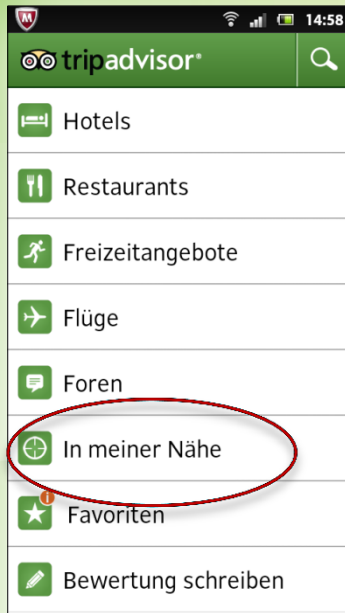 14:58
tripadvisor®
Hotels
Restaurants
Freizeitangebote
Flüge
Foren
In meiner Nähe
i
Favoriten
Bewertung schreiben